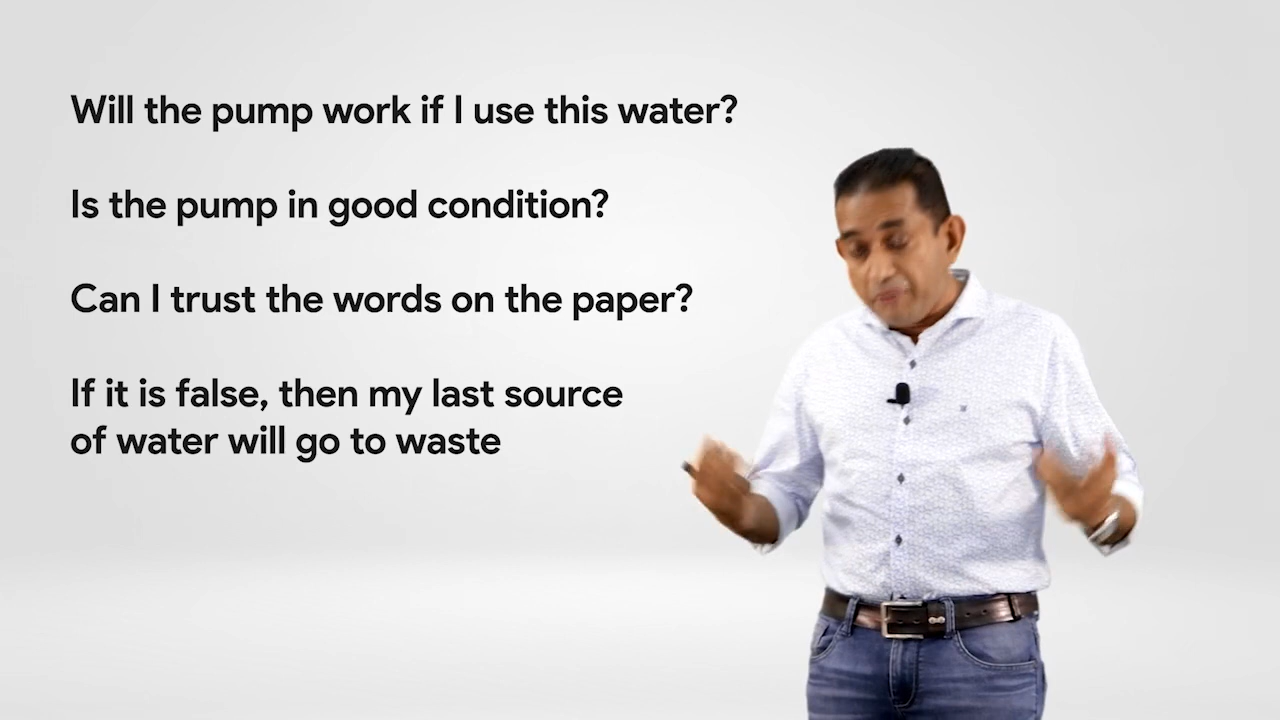 Will the pump work if I use this water?
Is the pump in good condition?
Can I trust the words on the paper?
If it is false, then my last source
of water will go to waste